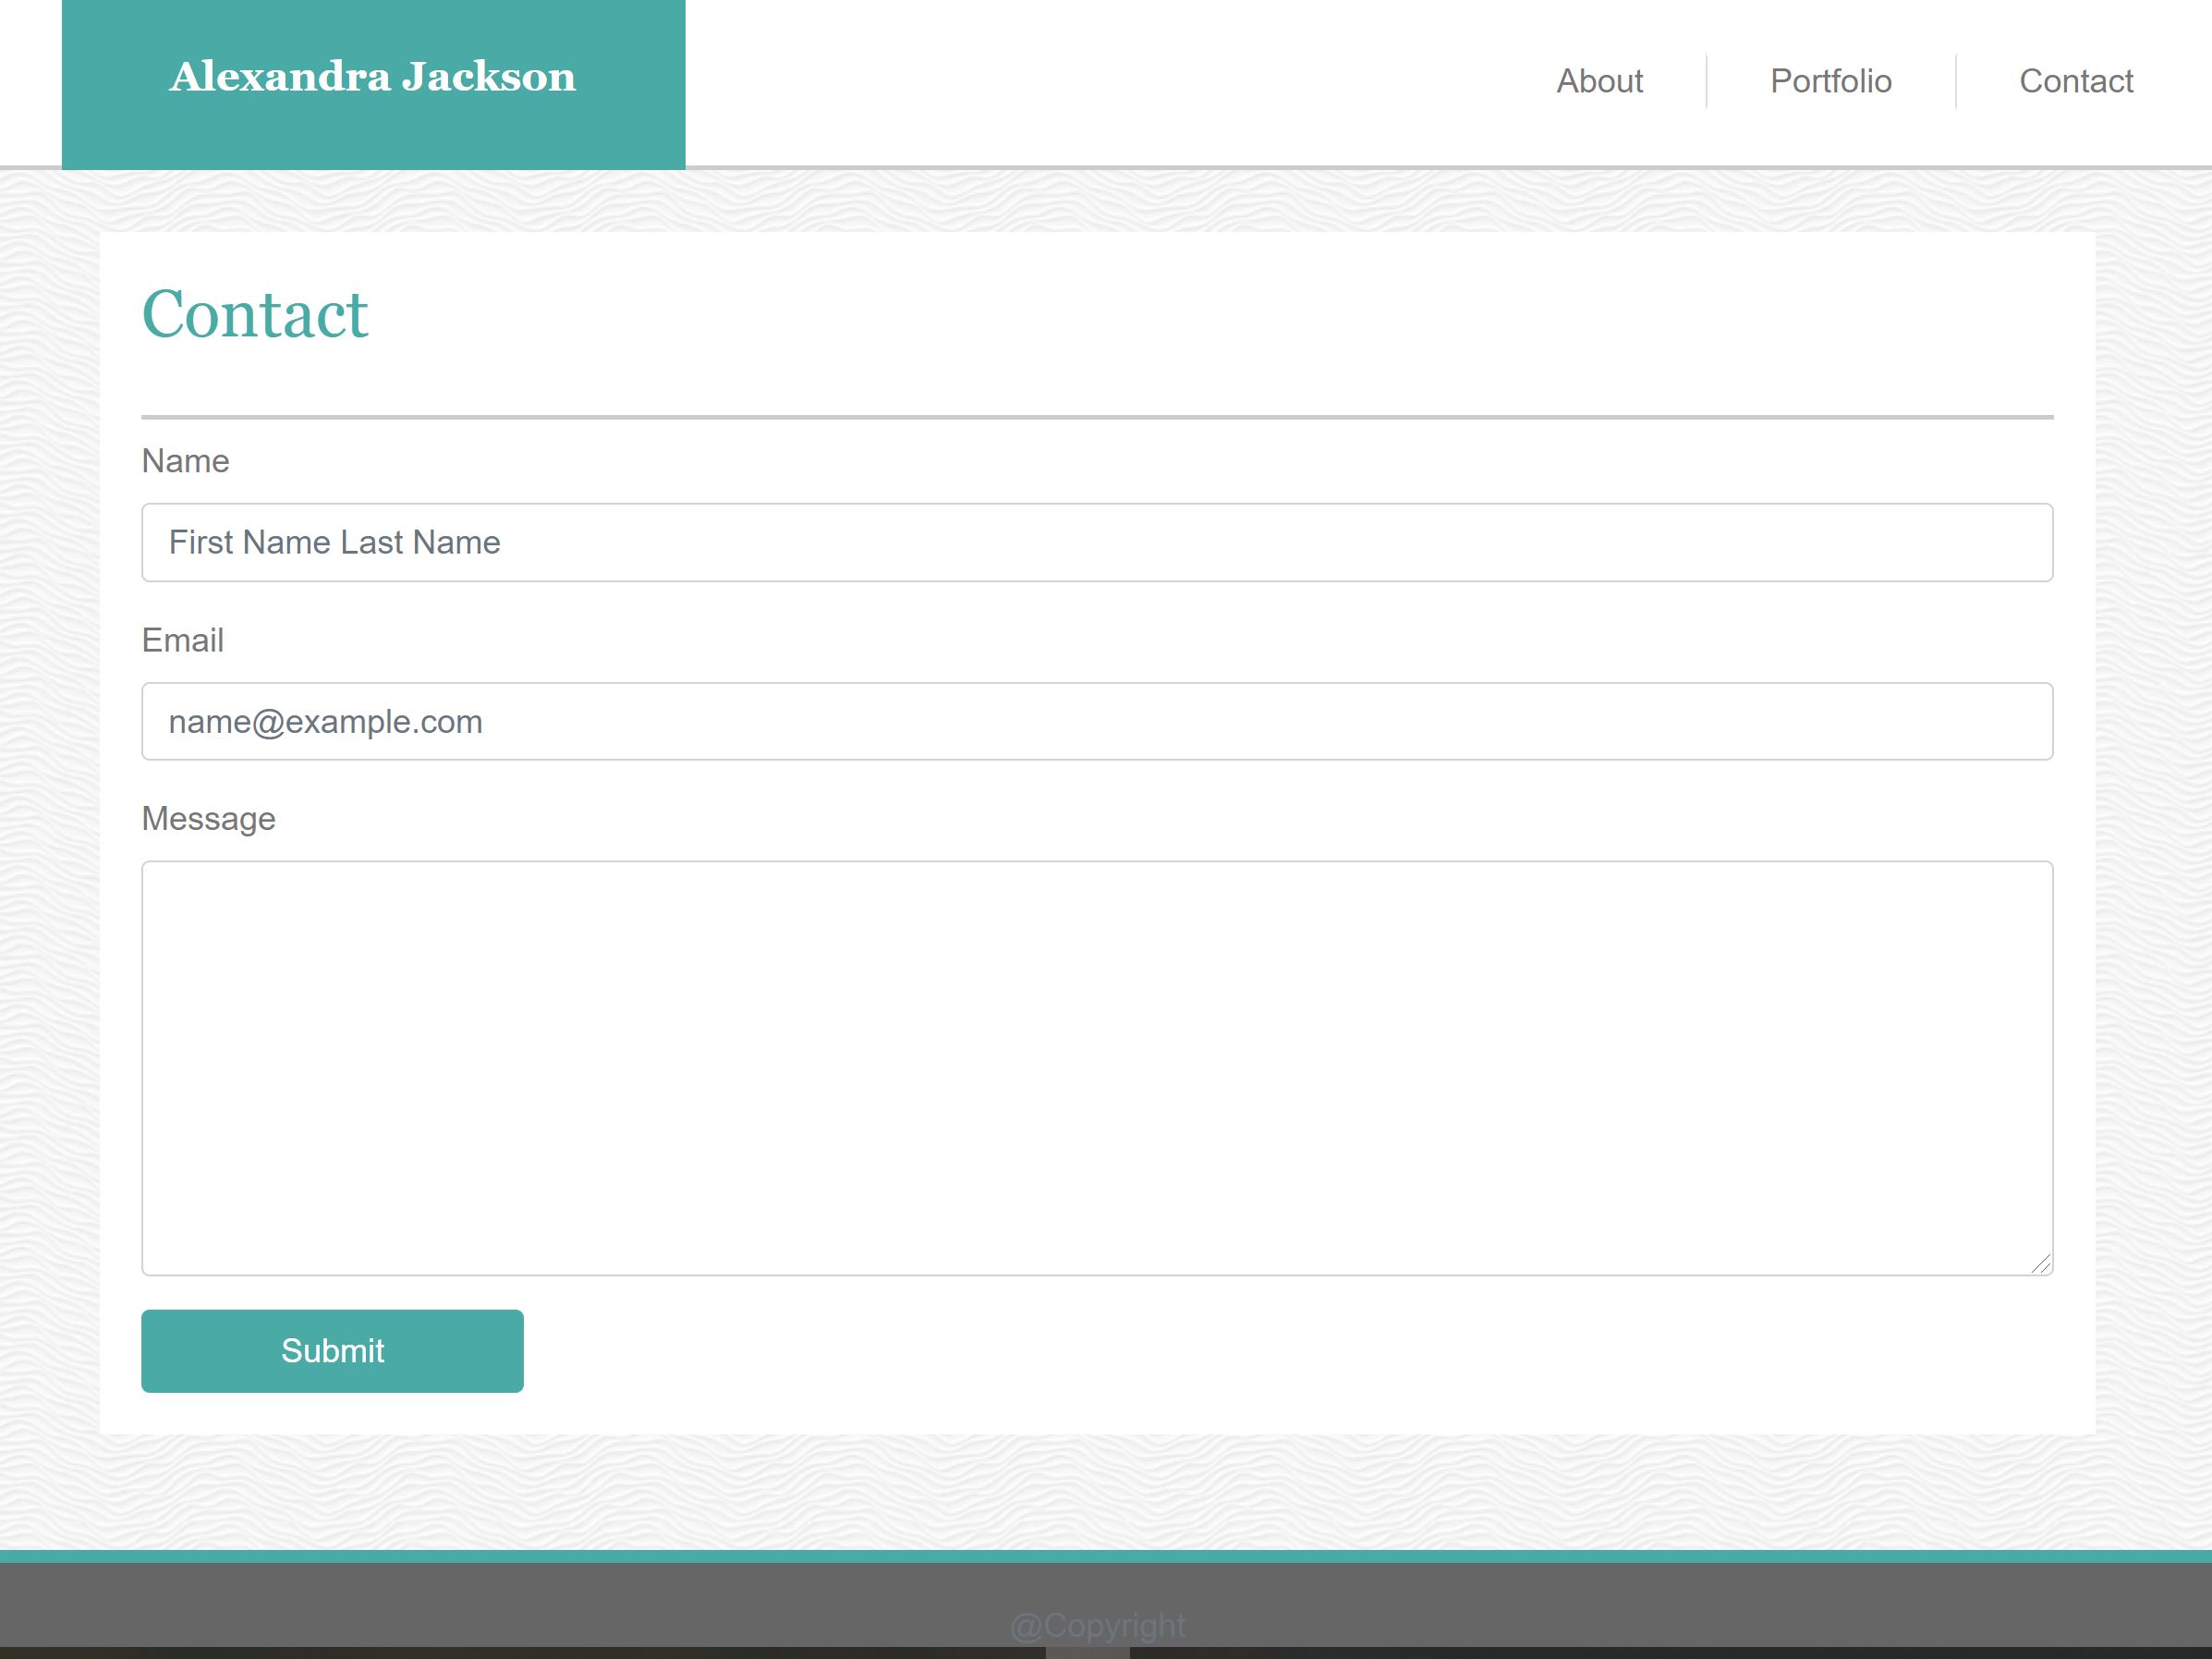 Alexandra Jackson
About
Portfolio
Contact
Contact
Name
First Name Last Name
Email
name@example.com
Message
Submit
@Copyright